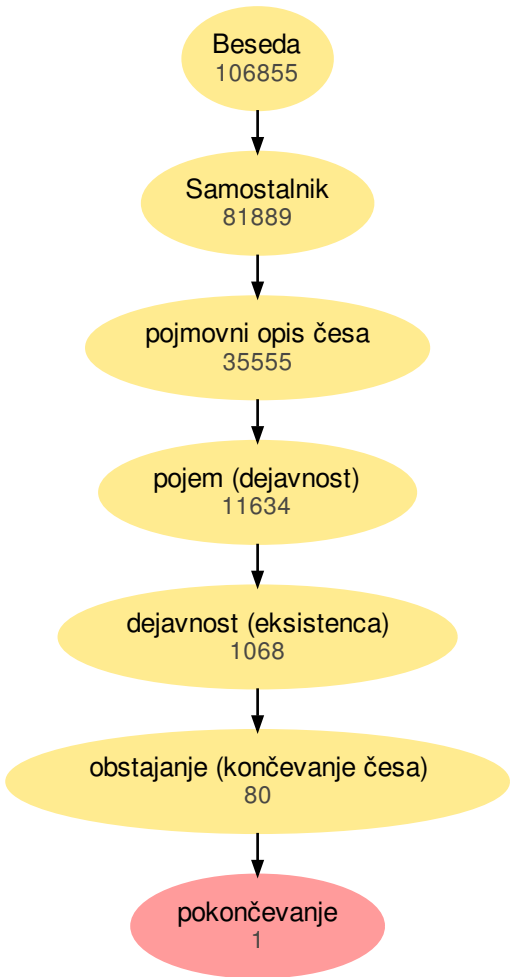 Beseda
106855
Samostalnik
81889
pojmovni opis česa
35555
pojem (dejavnost)
11634
dejavnost (eksistenca)
1068
obstajanje (končevanje česa)
80
pokončevanje
1